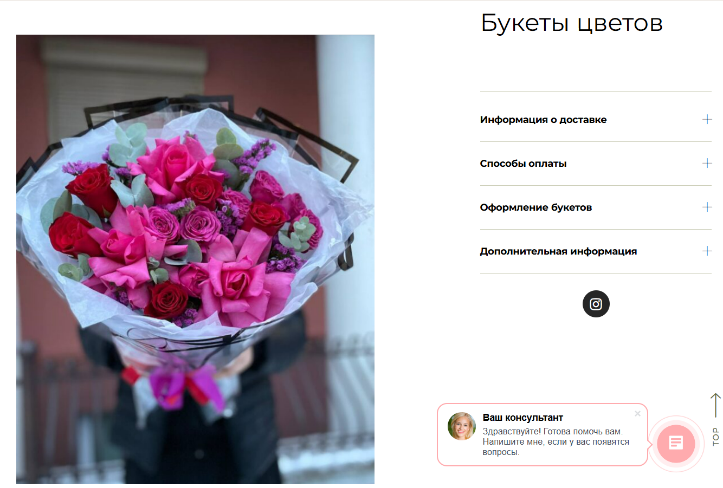 Букеты цветов
Информация о доставке
Способы оплаты
Оформление букетов
Дополнительная информация
Ваш консультант
Здравствуйте! Готова помочь вам.
Напишите мне, если у вас появятся
вопросы.
TOP